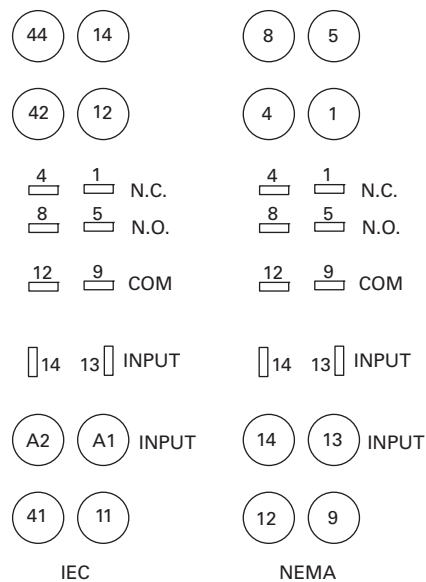 44 14 8 5
42 12 4 1
4 1 N.C. 4 1 N.C.
8 5 N.O. 8 5 N.O.
12 9 COM 12 9 COM
14 13 INPUT 14 13 INPUT
A2 A1 INPUT 14 13 INPUT
41 11 12 9
IEC NEMA